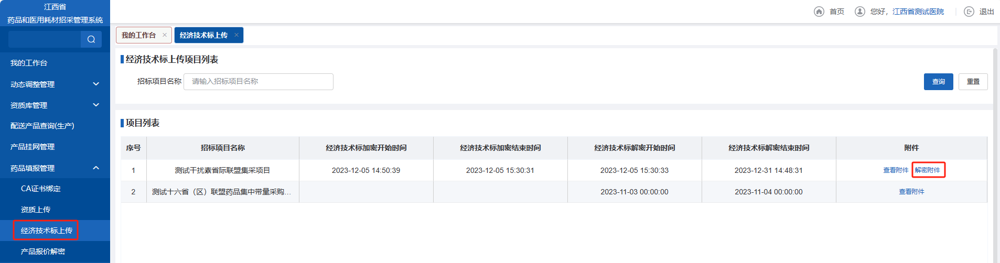 江西省
药品和医用耗材招采管理系统
首页
您好，江西省测试医院
退出
我的工作台
经济技术标上传
我的工作台
动态调整管理
资质库管理
配送产品查询(生产)
产品挂网管理
药品填报管理
CA证书绑定
资质上传
经济技术标上传
产品报价解密
经济技术标上传项目列表
招标项目名称 请输入招标项目名称 查询 重置
项目列表
序号 招标项目名称 经济技术标加密开始时间 经济技术标加密结束时间 经济技术标解密开始时间 经济技术标解密结束时间 附件
1 测试干扰素省际联盟集采项目 2023-12-05 14:50:39 2023-12-05 15:30:31 2023-12-05 15:30:33 2023-12-31 14:48:31 查看附件 解密附件
2 测试十六省（区）联盟药品集中带量采购... 2023-11-03 00:00:00 2023-11-04 00:00:00 查看附件